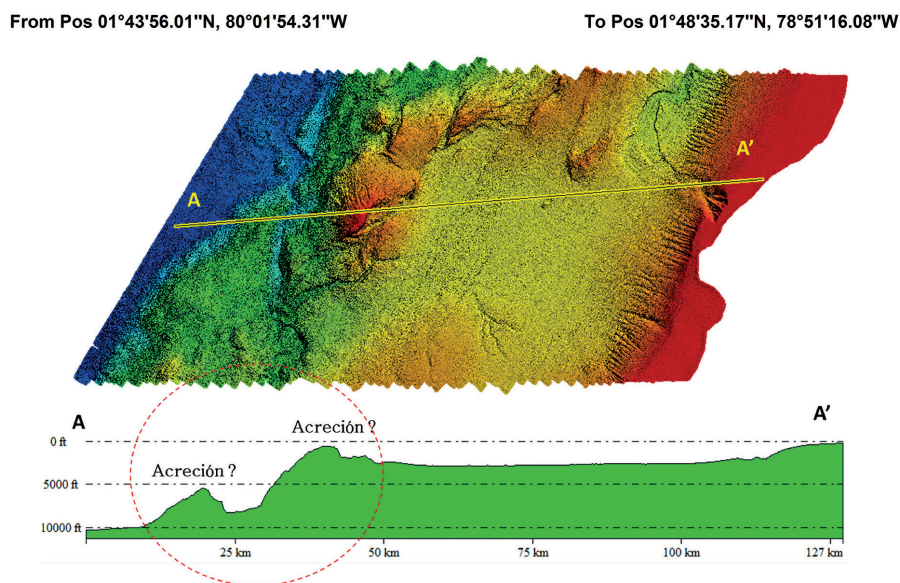 From Pos 01°43'56.01"N, 80°01'54.31"W
To Pos 01°48'35.17"N, 78°51'16.08"W
A
A'
A
A'
Acreción ?
Acreción ?
0 ft
5000 ft
10000 ft
25 km
50 km
75 km
100 km
127 km